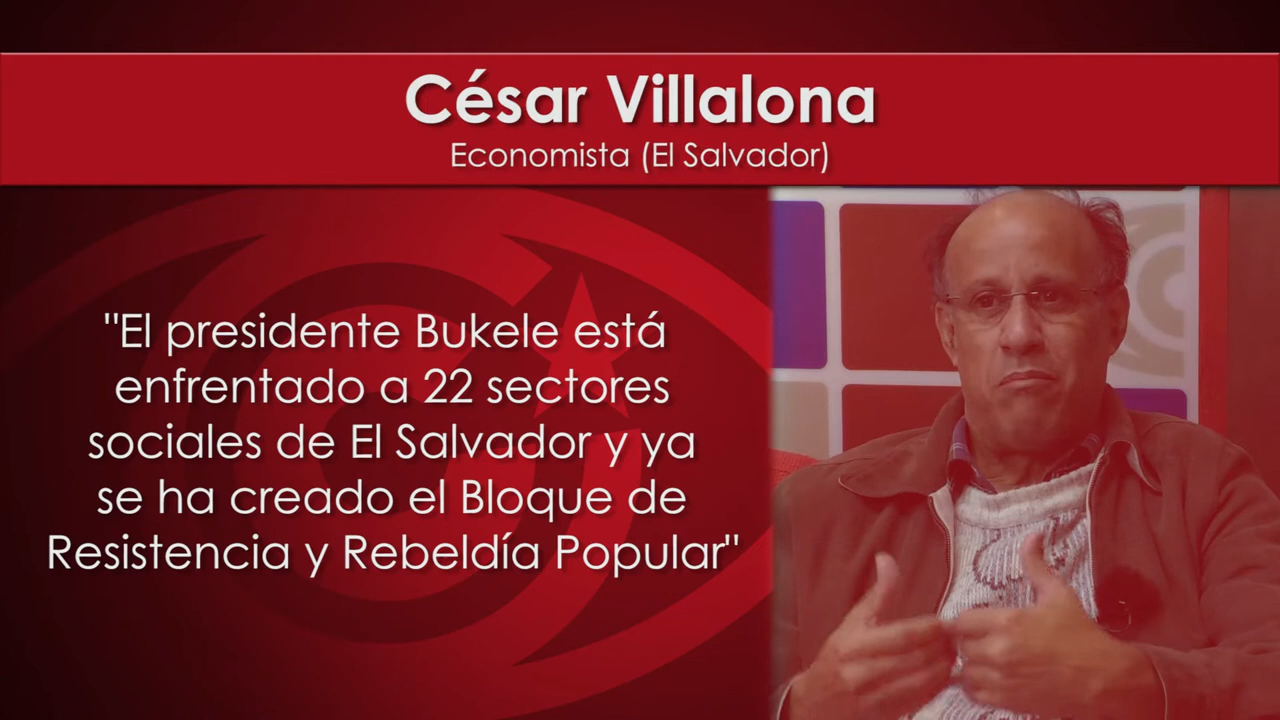 César Villalona
Economista (El Salvador)
"El presidente Bukele está
enfrentado a 22 sectores
sociales de El Salvador y ya
se ha creado el Bloque de
Resistencia y Rebeldía Popular"